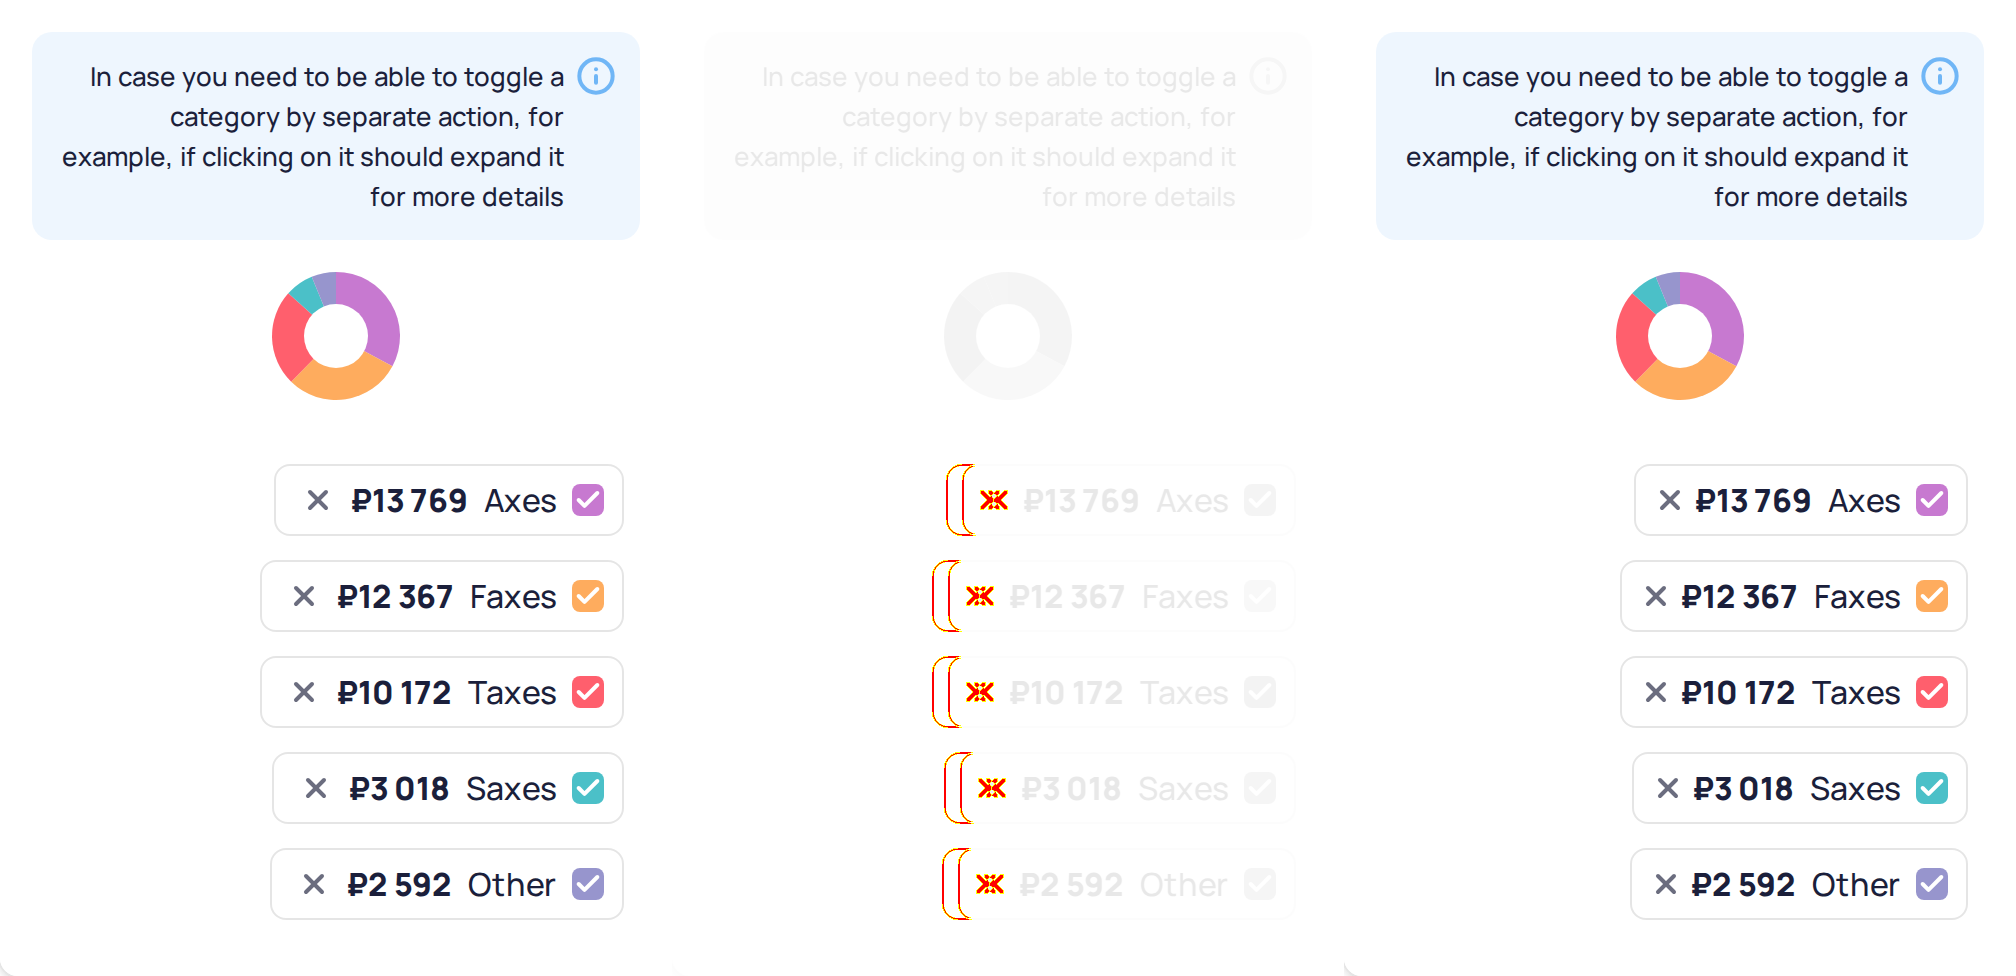 In case you need to be able to toggle a
category by separate action, for
example, if clicking on it should expand it
for more details
₽13 769 Axes
₽12 367 Faxes
₽10 172 Taxes
₽3 018 Saxes
₽2 592 Other
In case you need to be able to toggle a
category by separate action, for
example, if clicking on it should expand it
for more details
₽13 769 Axes
₽12 367 Faxes
₽10 172 Taxes
₽3 018 Saxes
₽2 592 Other
In case you need to be able to toggle a
category by separate action, for
example, if clicking on it should expand it
for more details
₽13 769 Axes
₽12 367 Faxes
₽10 172 Taxes
₽3 018 Saxes
₽2 592 Other